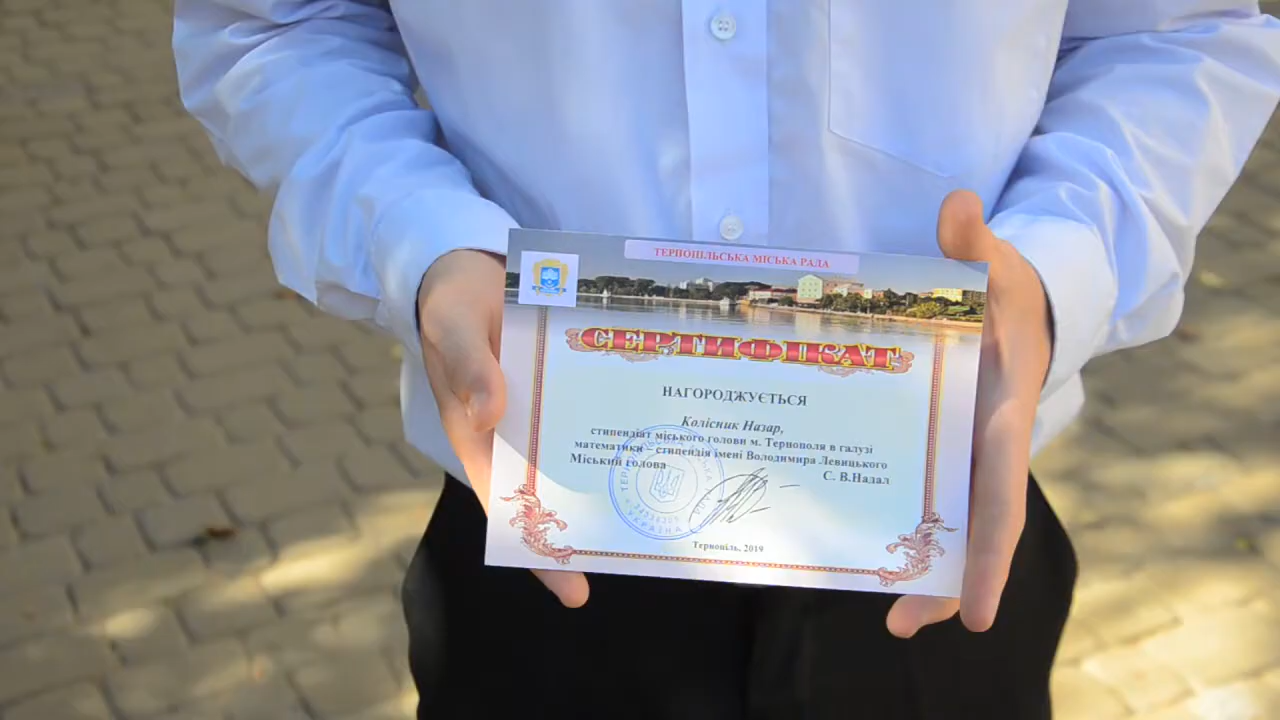 ТЕРНОПІЛЬСЬКА МІСЬКА РАДА
СЕРТИФІКАТ
НАГОРОДЖУЄТЬСЯ
Колісник Назар,
стипендіат міського голови м. Тернополя в галузі
математики – стипендія імені Володимира Левицького
Міський голова С. В.Надал
УКРАЇНА
Тернопіль, 2019